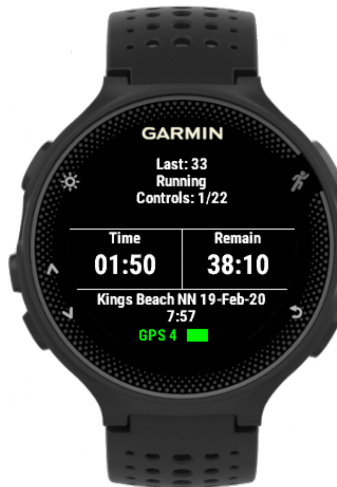 GARMIN
Last: 33
Running
Controls: 1/22
Time Remain
01:50 38:10
Kings Beach NN 19-Feb-20
7:57
GPS 4